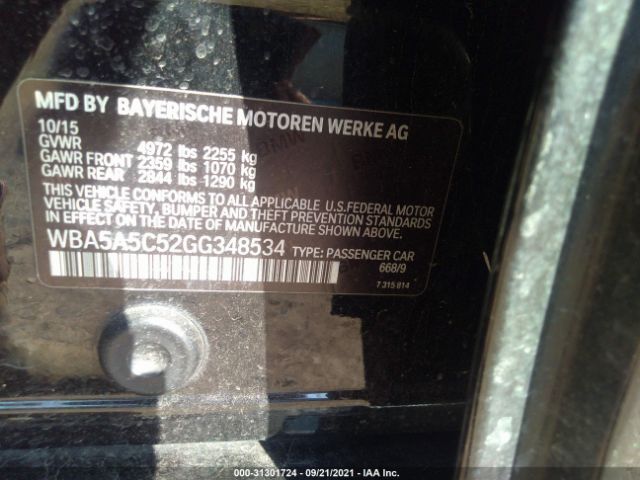 MFD BY BAYERISCHE MOTOREN WERKE AG
10/15
GVWR 4972 lbs 2255 kg
GAWR FRONT 2359 lbs 1070 kg
GAWR REAR 2844 lbs 1290 kg
THIS VEHICLE CONFORMS TO ALL APPLICABLE U.S.FEDERAL MOTOR
VEHICLE SAFETY, BUMPER AND THEFT PREVENTION STANDARDS
IN EFFECT ON THE DATE OF MANUFACTURE SHOWN ABOVE.
WBA5A5C52GG348534 TYPE: PASSENGER CAR
668/9
7 315 814
000-31301724 - 09/21/2021 - IAA Inc.